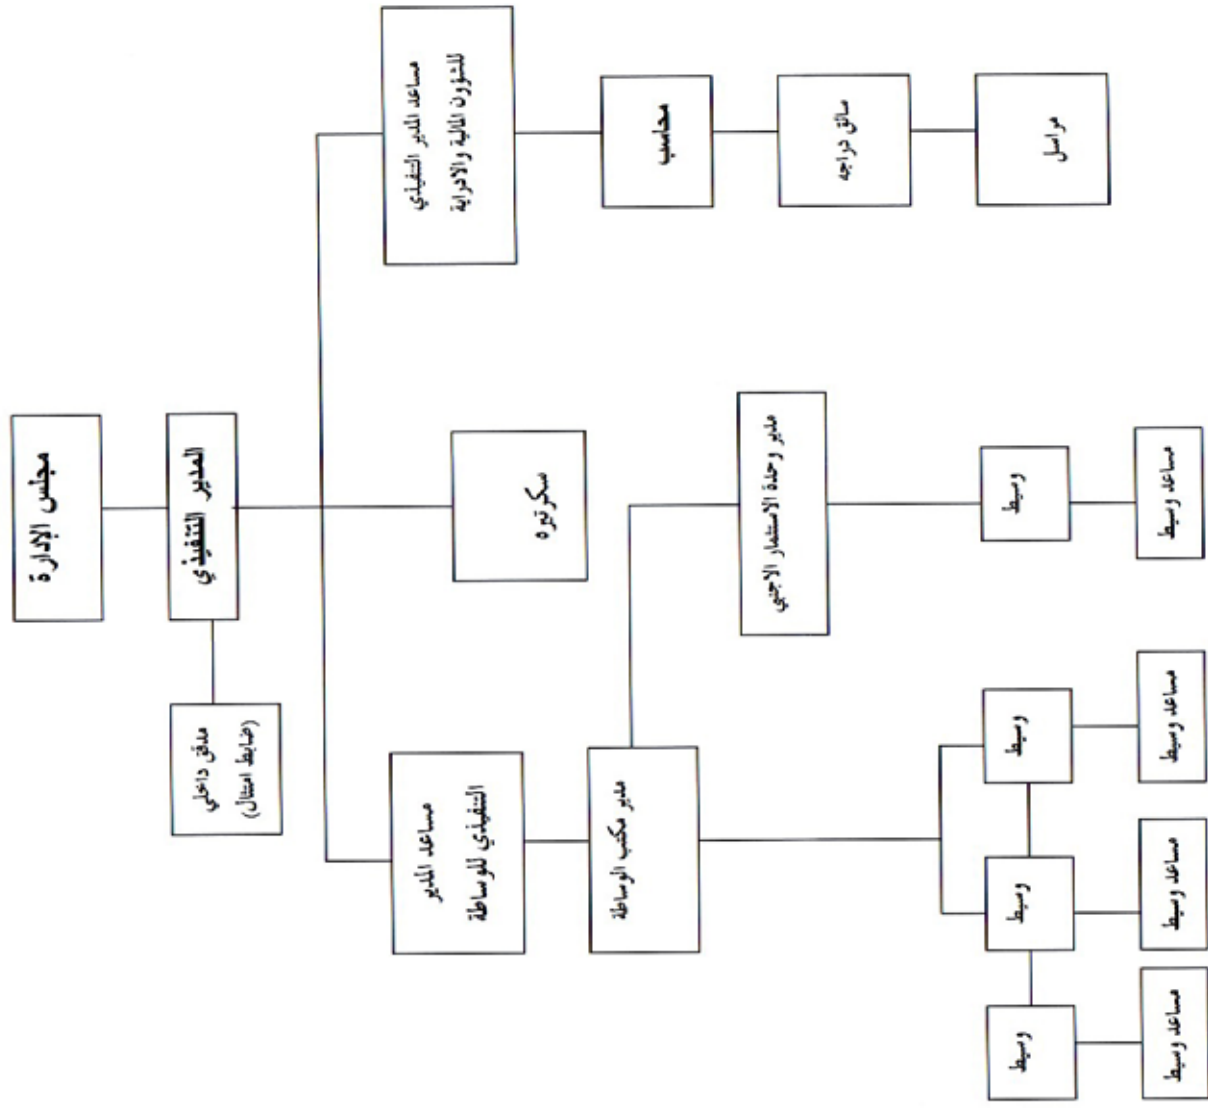 مجلس الإدارة
المدير التنفيذي
مدقق داخلي
(ضابط امتثال)
مساعد المدير التفيذي
للشؤون المالية والادراية
سكرتيره
مساعد المدير
التنفيذي للوساطة
محاسب
مدير مكتب الوساطة
سائق دراجه
مدير وحدة الاستثمار الاجنبي
مراسل
وسيط
وسيط
وسيط
وسيط
مساعد وسيط
مساعد وسيط
مساعد وسيط
مساعد وسيط